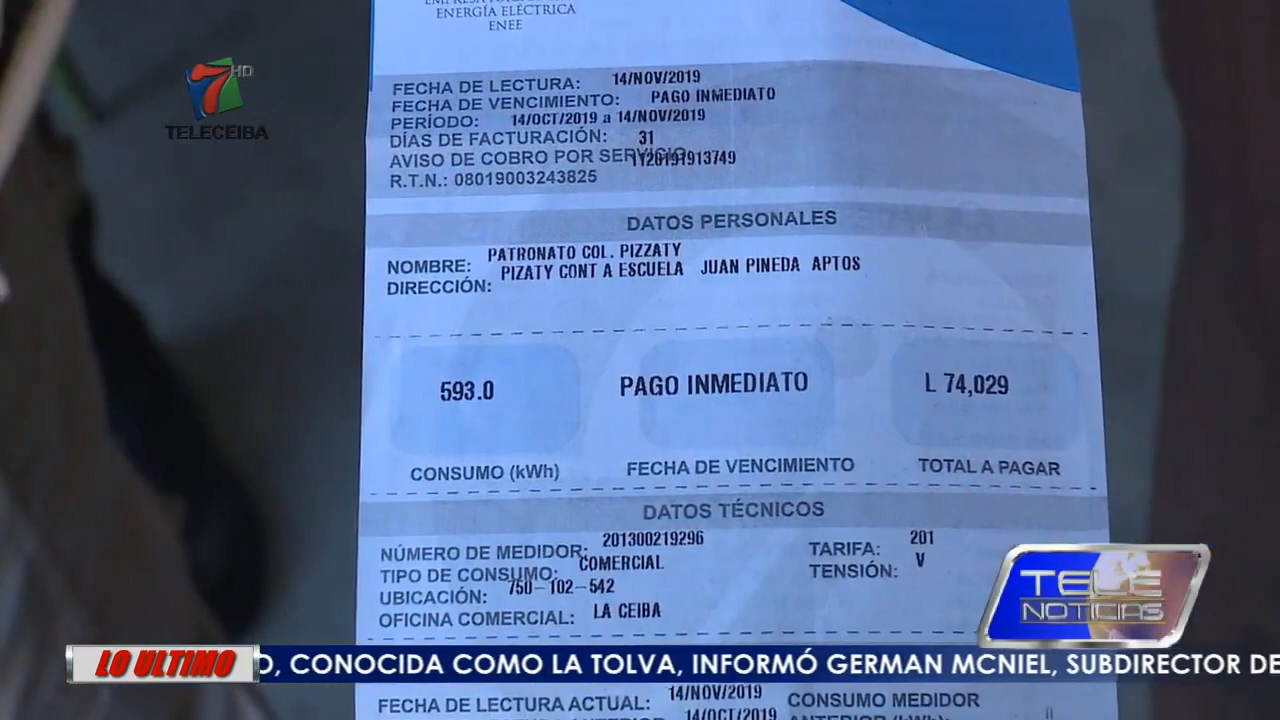 ENERGÍA ELÉCTRICA
ENEE
7 HD
TELECEIBA
FECHA DE LECTURA: 14/NOV/2019
FECHA DE VENCIMIENTO: PAGO INMEDIATO
PERÍODO: 14/OCT/2019 a 14/NOV/2019
DÍAS DE FACTURACIÓN: 31
AVISO DE COBRO POR SERVICIO 1120191913749
R.T.N.: 08019003243825
DATOS PERSONALES
NOMBRE: PATRONATO COL. PIZZATY
DIRECCIÓN: PIZATY CONT A ESCUELA JUAN PINEDA APTOS
593.0 PAGO INMEDIATO L 74,029
CONSUMO (kWh) FECHA DE VENCIMIENTO TOTAL A PAGAR
DATOS TÉCNICOS
NÚMERO DE MEDIDOR: 201300219296 TARIFA: 201
TIPO DE CONSUMO: COMERCIAL TENSIÓN: V
UBICACIÓN: 750-102-542
OFICINA COMERCIAL: LA CEIBA
TELE
NOTICIAS
LO ULTIMO O, CONOCIDA COMO LA TOLVA, INFORMÓ GERMAN MCNIEL, SUBDIRECTOR DE
FECHA DE LECTURA ACTUAL: 14/NOV/2019 CONSUMO MEDIDOR
14/OCT/2019